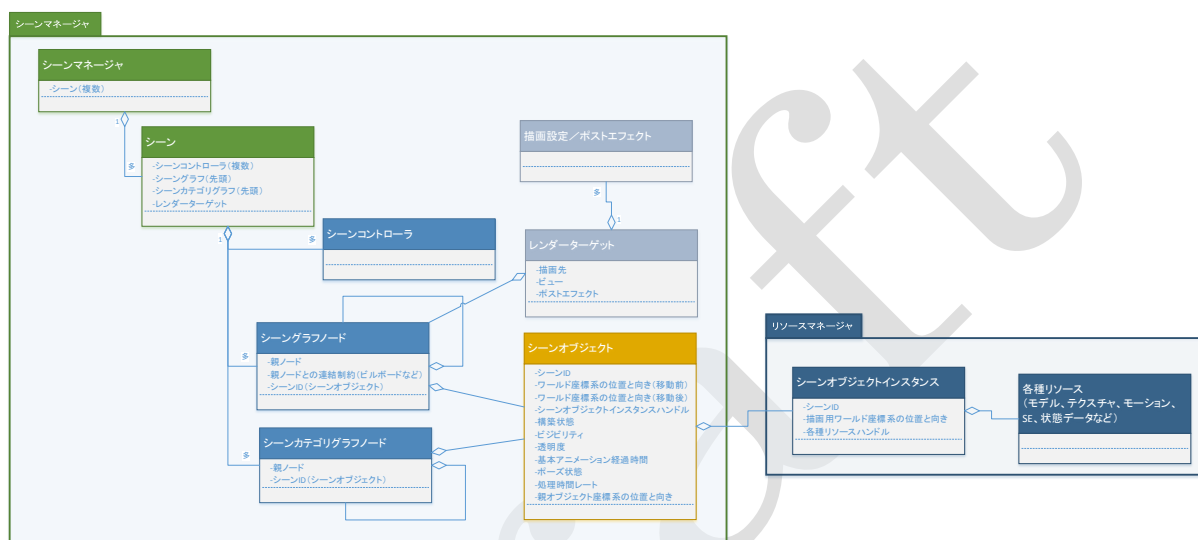 シーンマネージャ
シーンマネージャ
-シーン(複数)
1
多
シーン
-シーンコントローラ(複数)
-シーングラフ(先頭)
-シーンカテゴリグラフ(先頭)
-レンダーターゲット
1
多
シーンコントローラ
描画設定／ポストエフェクト
多
1
レンダーターゲット
-描画先
-ビュー
-ポストエフェクト
多
シーングラフノード
-親ノード
-親ノードとの連結制約(ビルボードなど)
-シーンID(シーンオブジェクト)
多
シーンカテゴリグラフノード
-親ノード
-シーンID(シーンオブジェクト)
シーンオブジェクト
-シーンID
-ワールド座標系の位置と向き(移動前)
-ワールド座標系の位置と向き(移動後)
-シーンオブジェクトインスタンスハンドル
-構築状態
-ビジビリティ
-透明度
-基本アニメーション経過時間
-ポーズ状態
-処理時間レート
-親オブジェクト座標系の位置と向き
リソースマネージャ
シーンオブジェクトインスタンス
-シーンID
-描画用ワールド座標系の位置と向き
-各種リソースハンドル
各種リソース
(モデル、テクスチャ、モーション、
SE、状態データなど)